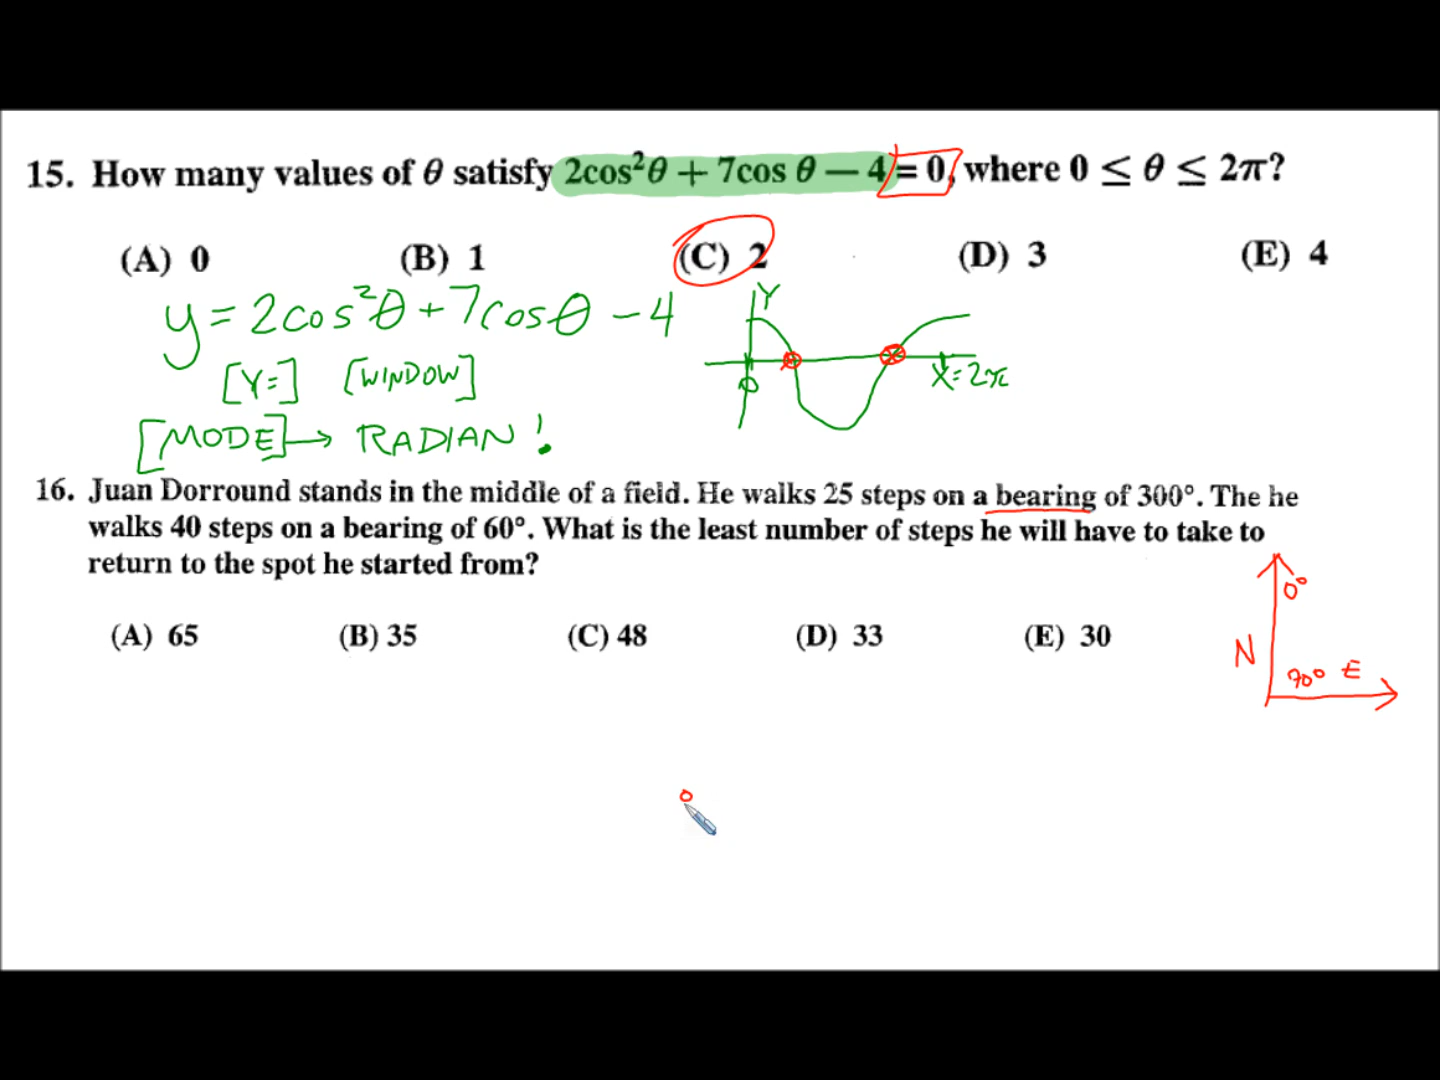 15. How many values of θ satisfy 2cos²θ + 7cos θ – 4 = 0, where 0 ≤ θ ≤ 2π?
(A) 0 (B) 1 (C) 2 (D) 3 (E) 4
y = 2cos²θ + 7cosθ – 4
Y
[Y=] [WINDOW]
0 X=2π
[MODE] → RADIAN!
16. Juan Dorround stands in the middle of a field. He walks 25 steps on a bearing of 300°. The he
walks 40 steps on a bearing of 60°. What is the least number of steps he will have to take to
return to the spot he started from?
0°
(A) 65 (B) 35 (C) 48 (D) 33 (E) 30
N
90° E